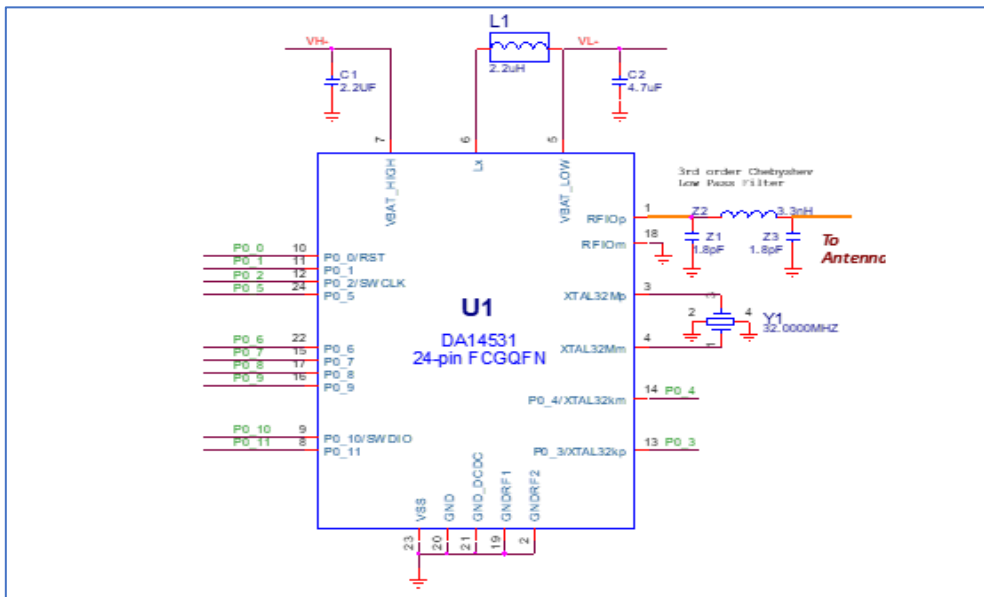 L1
VH-
VL-
2.2uH
C1
2.2UF
C2
4.7uF
7
6
5
VBAT_HIGH
Lx
VBAT_LOW
3rd order Chebyshev
Low Pass Filter
RFIOp
1
Z2
3.3nH
RFIOm
18
Z1
1.8pF
Z3
1.8pF
To
Antenna
P0_0
10
P0_0/RST
P0_1
11
P0_1
P0_2
12
P0_2/SWCLK
P0_5
24
P0_5
U1
DA14531
24-pin FCGQFN
XTAL32Mp
3
3
2
4
Y1
32.0000MHZ
XTAL32Mm
4
1
P0_6
22
P0_6
P0_7
15
P0_7
P0_8
17
P0_8
P0_9
16
P0_9
P0_4/XTAL32km
14
P0_4
P0_10
9
P0_10/SWDIO
P0_11
8
P0_11
P0_3/XTAL32kp
13
P0_3
VSS
GND
GND_DCDC
GNDRF1
GNDRF2
23
20
21
19
2